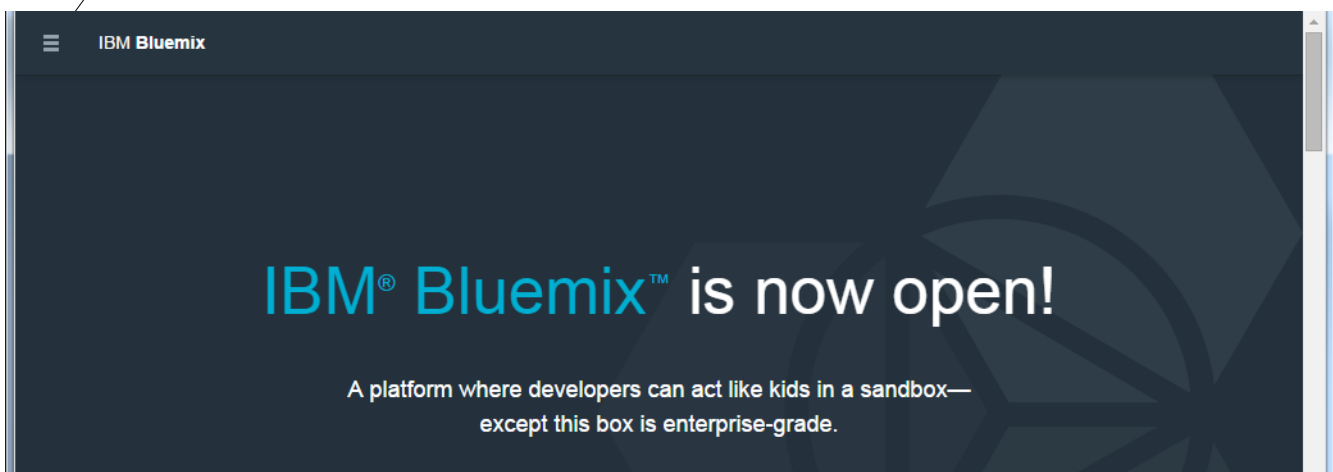 IBM Bluemix
IBM® Bluemix™ is now open!
A platform where developers can act like kids in a sandbox—
except this box is enterprise-grade.